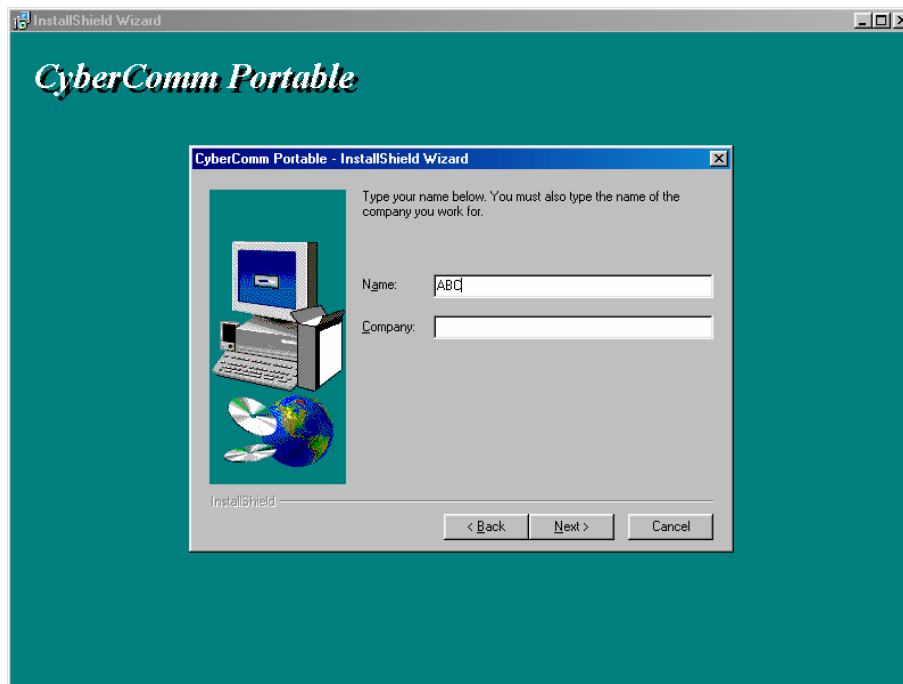 InstallShield Wizard
CyberComm Portable
CyberComm Portable - InstallShield Wizard
Type your name below. You must also type the name of the
company you work for.
Name: ABC
Company:
InstallShield
< Back Next > Cancel